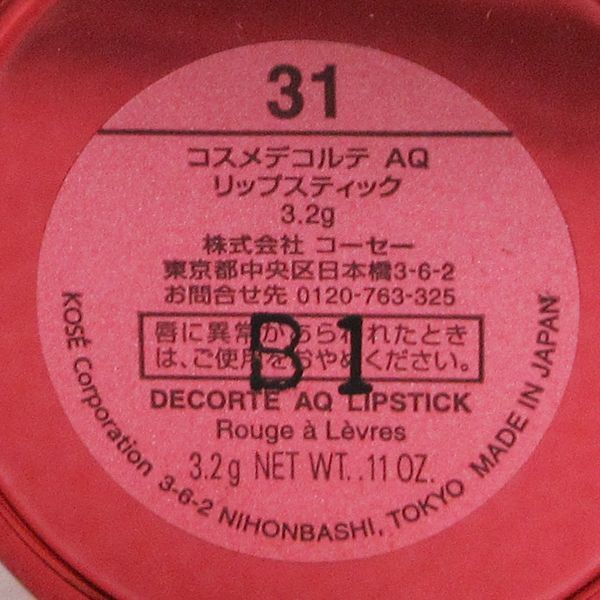 31
コスメデコルテ AQ
リップスティック
3.2g
株式会社 コーセー
東京都中央区日本橋3-6-2
お問合せ先 0120-763-325
唇に異常があらわれたとき
は、ご使用をおやめください。
B1
DECORTÉ AQ LIPSTICK
Rouge à Lèvres
3.2g NET WT. .11 OZ.
KOSÉ Corporation 3-6-2 NIHONBASHI, TOKYO MADE IN JAPAN